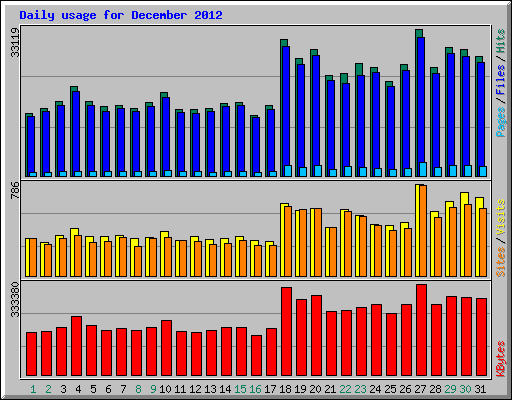 Daily usage for December 2012
33119
Pages / Files / Hits
786
Sites / Visits
333380
KBytes
1 2 3 4 5 6 7 8 9 10 11 12 13 14 15 16 17 18 19 20 21 22 23 24 25 26 27 28 29 30 31